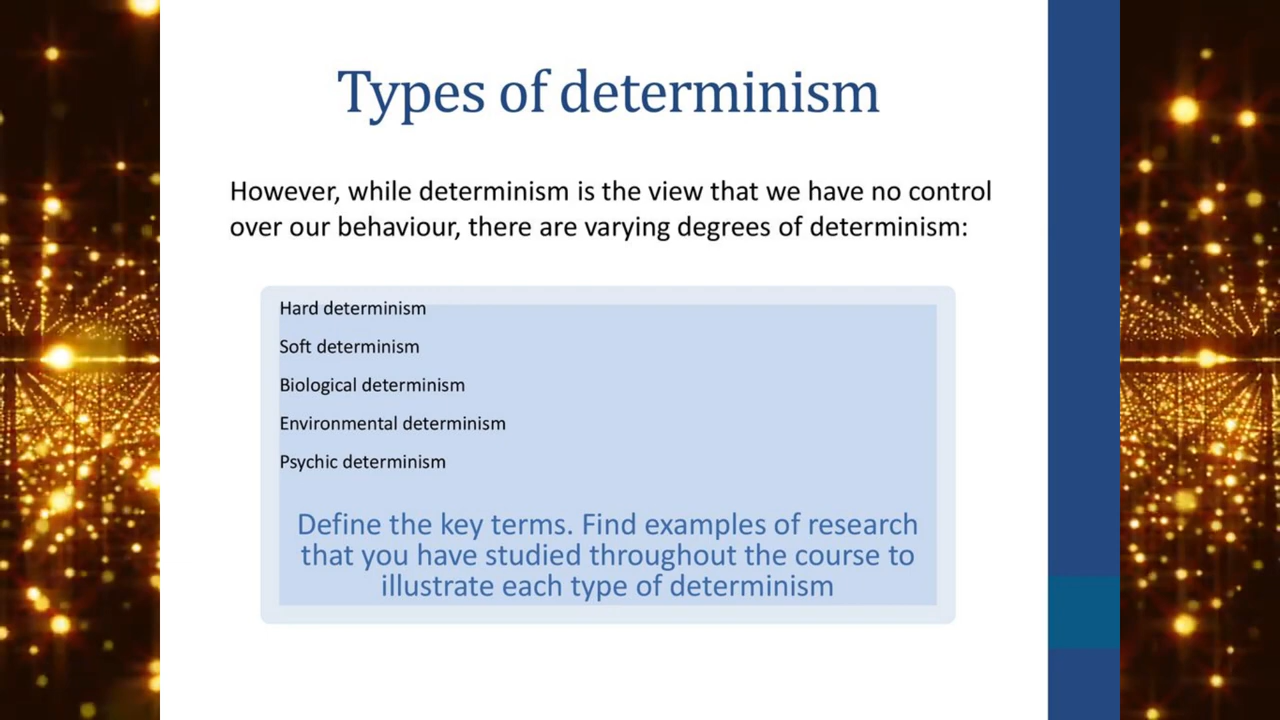 Types of determinism
However, while determinism is the view that we have no control
over our behaviour, there are varying degrees of determinism:
Hard determinism
Soft determinism
Biological determinism
Environmental determinism
Psychic determinism
Define the key terms. Find examples of research
that you have studied throughout the course to
illustrate each type of determinism